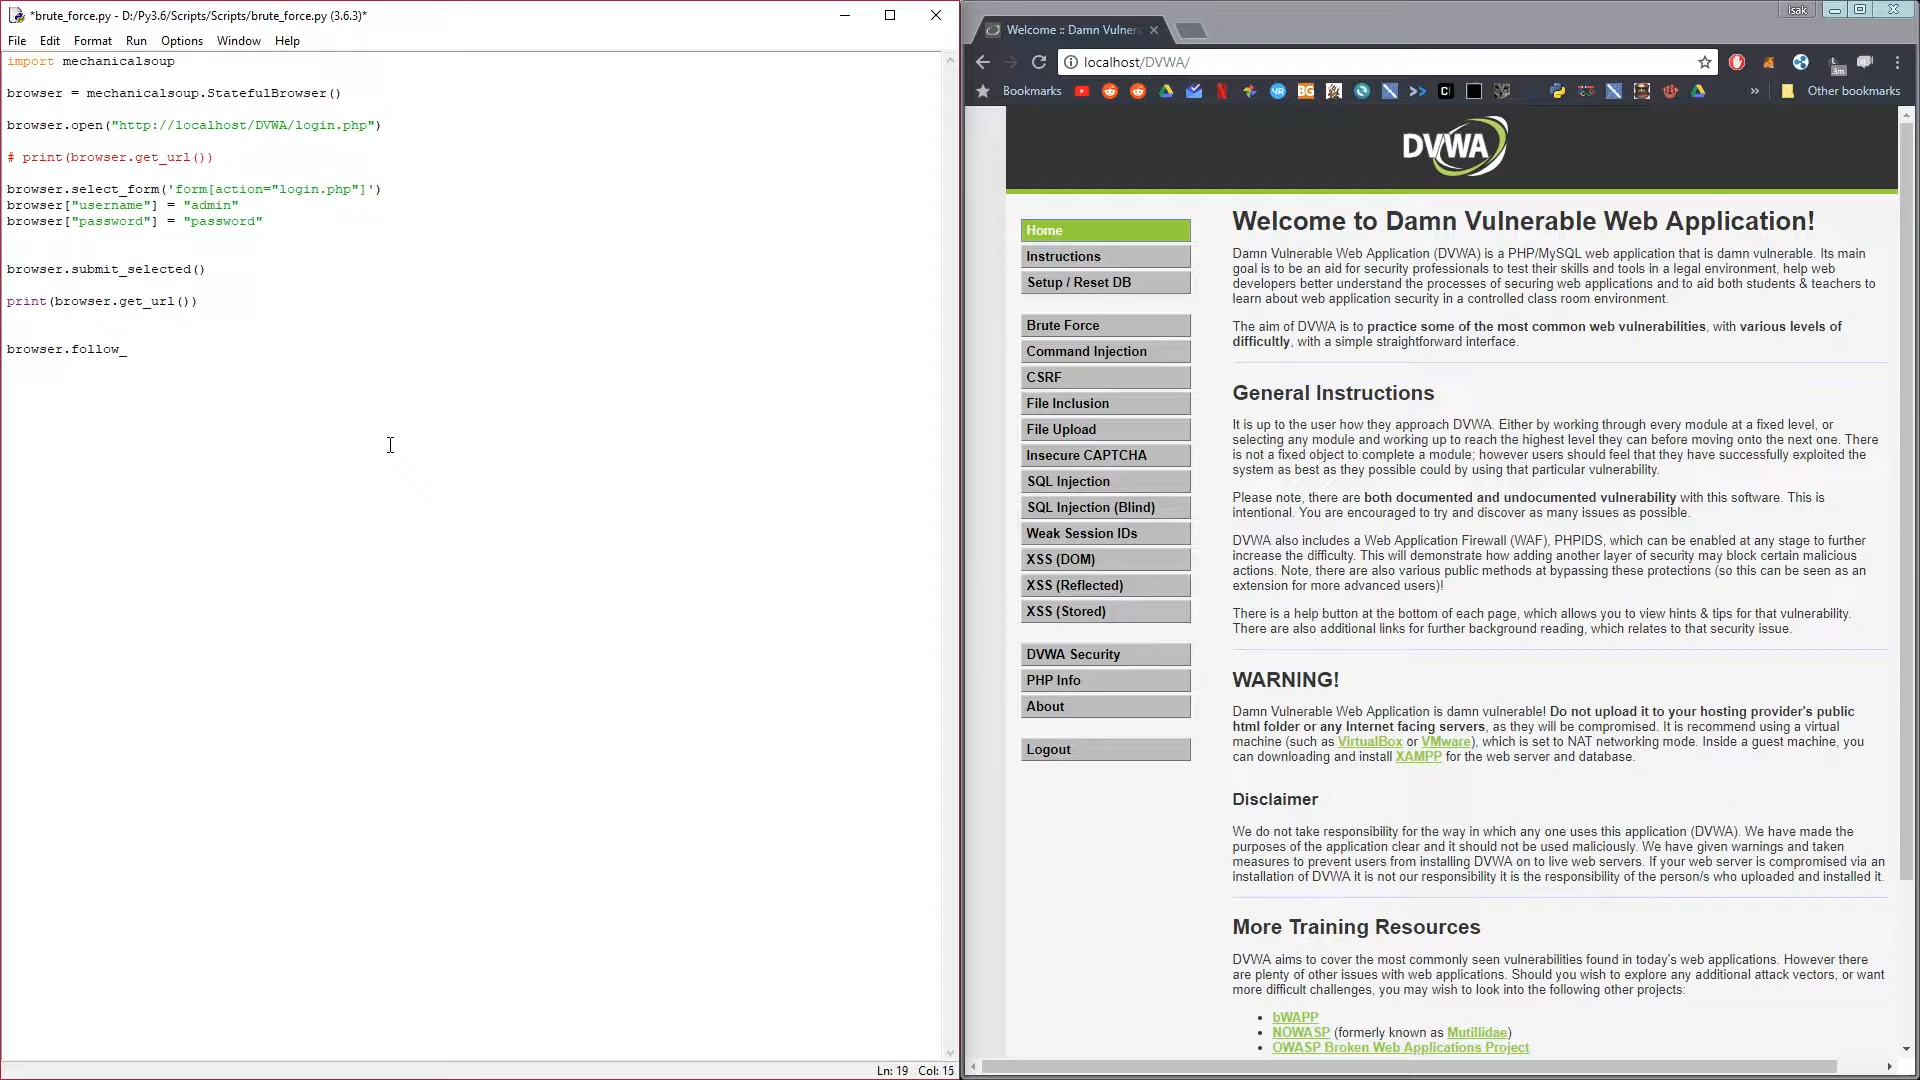 *brute_force.py - D:/Py3.6/Scripts/Scripts/brute_force.py (3.6.3)*
File Edit Format Run Options Window Help
import mechanicalsoup
browser = mechanicalsoup.StatefulBrowser()
browser.open("http://localhost/DVWA/login.php")
# print(browser.get_url())
browser.select_form('form[action="login.php"]')
browser["username"] = "admin"
browser["password"] = "password"
browser.submit_selected()
print(browser.get_url())
browser.follow_
Ln: 19 Col: 15
Isak
Welcome :: Damn Vulnera
localhost/DVWA/
3m
Bookmarks
BG
Other bookmarks
DVWA
Home
Instructions
Setup / Reset DB
Brute Force
Command Injection
CSRF
File Inclusion
File Upload
Insecure CAPTCHA
SQL Injection
SQL Injection (Blind)
Weak Session IDs
XSS (DOM)
XSS (Reflected)
XSS (Stored)
DVWA Security
PHP Info
About
Logout
Welcome to Damn Vulnerable Web Application!
Damn Vulnerable Web Application (DVWA) is a PHP/MySQL web application that is damn vulnerable. Its main
goal is to be an aid for security professionals to test their skills and tools in a legal environment, help web
developers better understand the processes of securing web applications and to aid both students & teachers to
learn about web application security in a controlled class room environment.
The aim of DVWA is to practice some of the most common web vulnerabilities, with various levels of
difficultly, with a simple straightforward interface.
General Instructions
It is up to the user how they approach DVWA. Either by working through every module at a fixed level, or
selecting any module and working up to reach the highest level they can before moving onto the next one. There
is not a fixed object to complete a module; however users should feel that they have successfully exploited the
system as best as they possible could by using that particular vulnerability.
Please note, there are both documented and undocumented vulnerability with this software. This is
intentional. You are encouraged to try and discover as many issues as possible.
DVWA also includes a Web Application Firewall (WAF), PHPIDS, which can be enabled at any stage to further
increase the difficulty. This will demonstrate how adding another layer of security may block certain malicious
actions. Note, there are also various public methods at bypassing these protections (so this can be seen as an
extension for more advanced users)!
There is a help button at the bottom of each page, which allows you to view hints & tips for that vulnerability.
There are also additional links for further background reading, which relates to that security issue.
WARNING!
Damn Vulnerable Web Application is damn vulnerable! Do not upload it to your hosting provider's public
html folder or any Internet facing servers, as they will be compromised. It is recommend using a virtual
machine (such as VirtualBox or VMware), which is set to NAT networking mode. Inside a guest machine, you
can downloading and install XAMPP for the web server and database.
Disclaimer
We do not take responsibility for the way in which any one uses this application (DVWA). We have made the
purposes of the application clear and it should not be used maliciously. We have given warnings and taken
measures to prevent users from installing DVWA on to live web servers. If your web server is compromised via an
installation of DVWA it is not our responsibility it is the responsibility of the person/s who uploaded and installed it.
More Training Resources
DVWA aims to cover the most commonly seen vulnerabilities found in today's web applications. However there
are plenty of other issues with web applications. Should you wish to explore any additional attack vectors, or want
more difficult challenges, you may wish to look into the following other projects:
• bWAPP
• NOWASP (formerly known as Mutillidae)
• OWASP Broken Web Applications Project